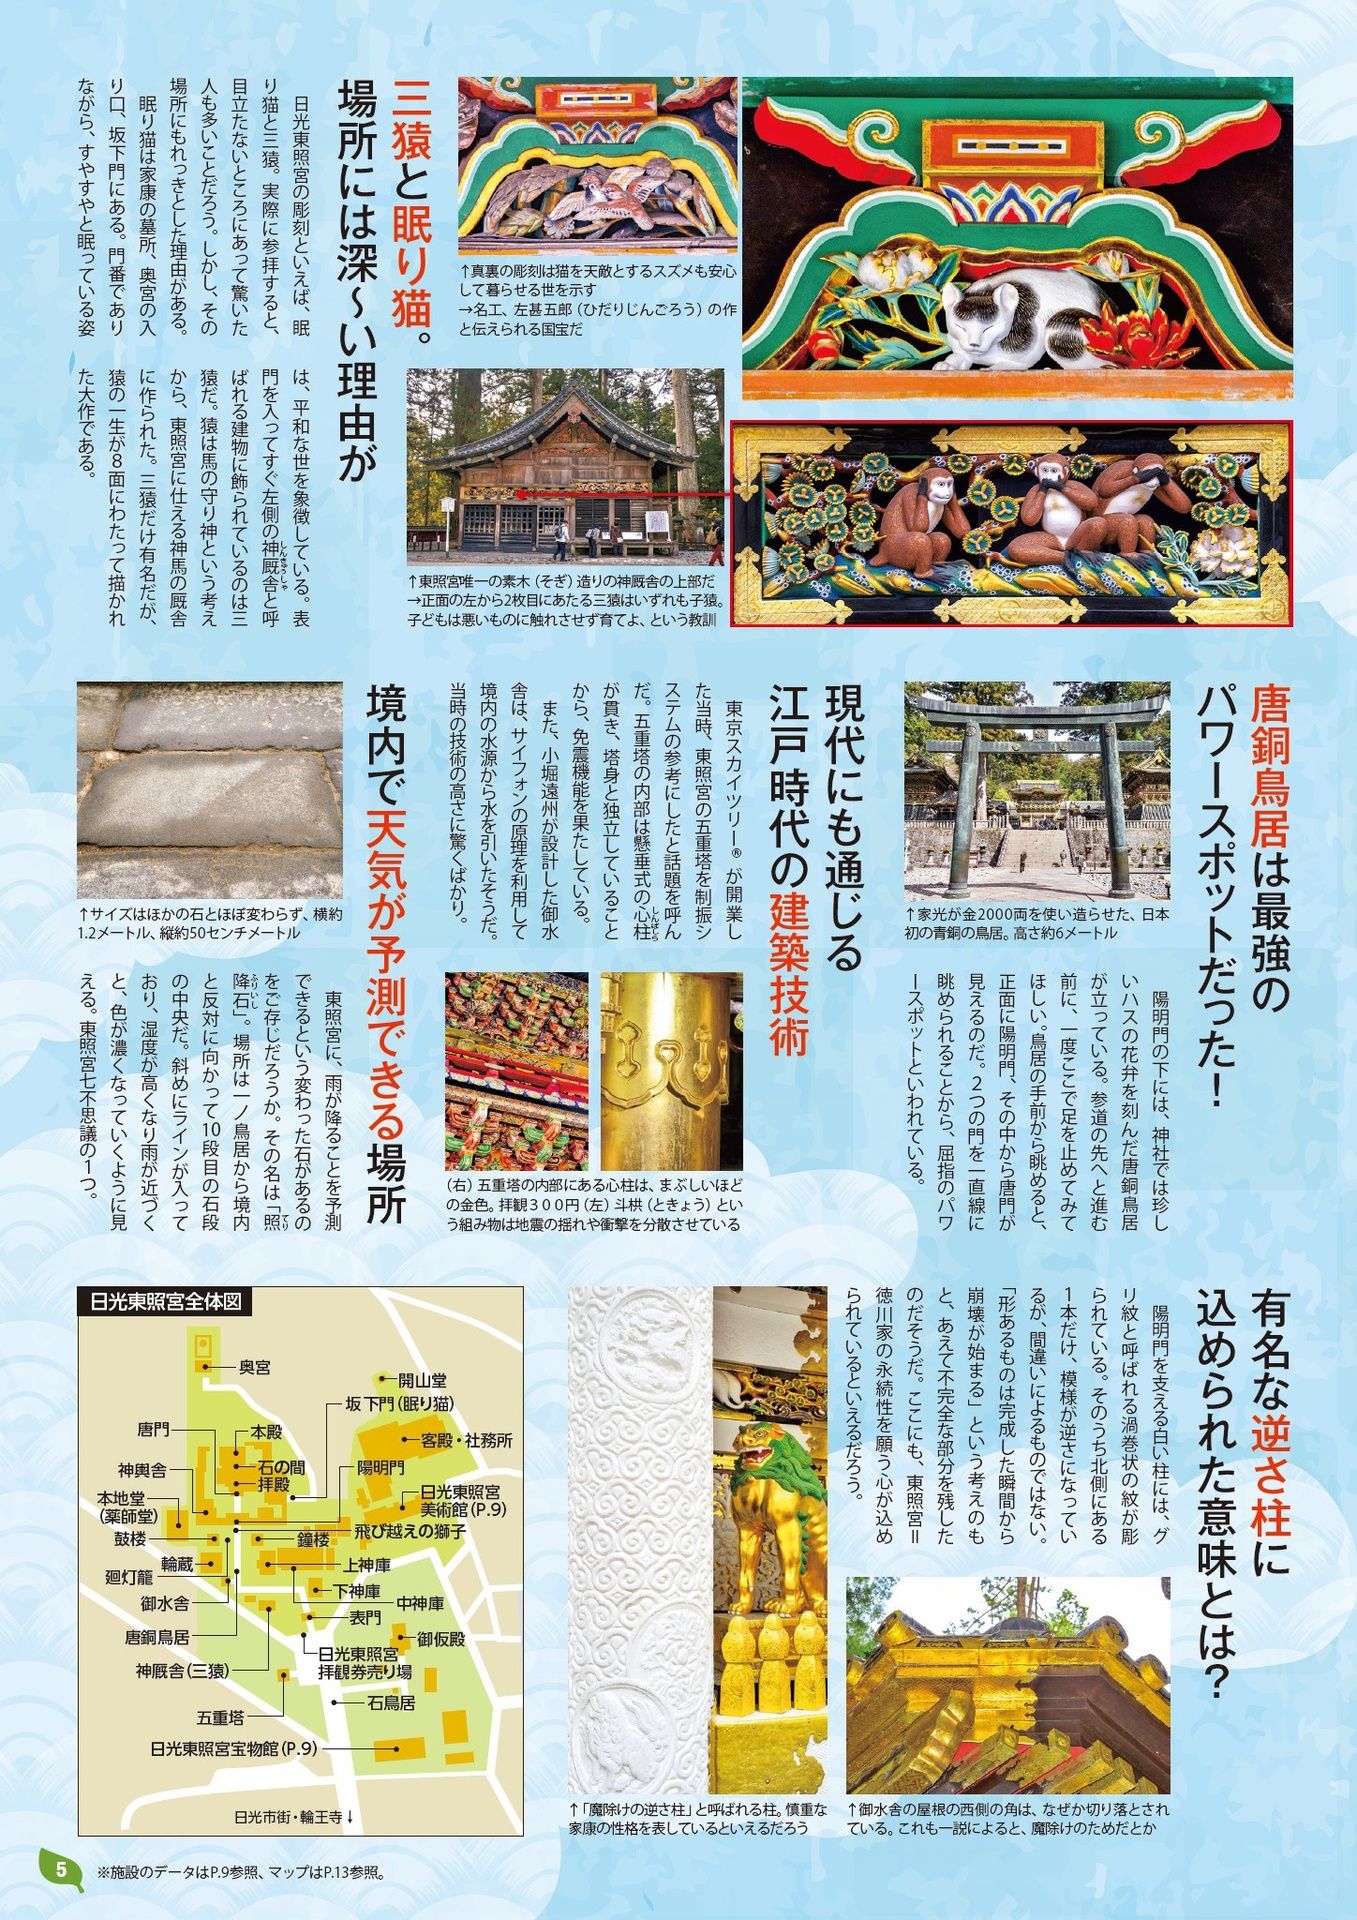 三猿と眠り猫。
場所には深～い理由が
日光東照宮の彫刻といえば、眠
り猫と三猿。実際に参拝すると、
目立たないところにあって驚いた
人も多いことだろう。しかし、その
場所にもれっきとした理由がある。
眠り猫は家康の墓所、奥宮の入
り口、坂下門にある。門番であり
ながら、すやすやと眠っている姿
は、平和な世を象徴している。表
門を入ってすぐ左側の神厩舎と呼
しんきゅうしゃ
ばれる建物に飾られているのは三
猿だ。猿は馬の守り神という考え
から、東照宮に仕える神馬の厩舎
に作られた。三猿だけ有名だが、
猿の一生が8面にわたって描かれ
た大作である。
↑真裏の彫刻は猫を天敵とするスズメも安心
して暮らせる世を示す
→名工、左甚五郎（ひだりじんごろう）の作
と伝えられる国宝だ
↑東照宮唯一の素木（そぎ）造りの神厩舎の上部だ
→正面の左から2枚目にあたる三猿はいずれも子猿。
子どもは悪いものに触れさせず育てよ、という教訓
唐銅鳥居は最強の
パワースポットだった！
↑家光が金2000両を使い造らせた、日本
初の青銅の鳥居。高さ約6メートル
陽明門の下には、神社では珍し
いハスの花弁を刻んだ唐銅鳥居
が立っている。参道の先へと進む
前に、一度ここで足を止めてみて
ほしい。鳥居の手前から眺めると、
正面に陽明門、その中から唐門が
見えるのだ。2つの門を一直線に
眺められることから、屈指のパワ
ースポットといわれている。
現代にも通じる
江戸時代の建築技術
東京スカイツリー®が開業し
た当時、東照宮の五重塔を制振シ
ステムの参考にしたと話題を呼ん
だ。五重塔の内部は懸垂式の心柱
しんばしら
が貫き、塔身と独立していること
から、免震機能を果たしている。
また、小堀遠州が設計した御水
舎は、サイフォンの原理を利用して
境内の水源から水を引いたそうだ。
当時の技術の高さに驚くばかり。
（右）五重塔の内部にある心柱は、まぶしいほど
の金色。拝観300円（左）斗栱（ときょう）とい
う組み物は地震の揺れや衝撃を分散させている
境内で天気が予測できる場所
↑サイズはほかの石とほぼ変わらず、横約
1.2メートル、縦約50センチメートル
東照宮に、雨が降ることを予測
できるという変わった石があるの
をご存じだろうか。その名は「照
てり
降石」。場所は一ノ鳥居から境内
ふりいし
と反対に向かって10段目の石段
の中央だ。斜めにラインが入って
おり、湿度が高くなり雨が近づく
と、色が濃くなっていくように見
える。東照宮七不思議の1つ。
有名な逆さ柱に
込められた意味とは？
陽明門を支える白い柱には、グ
リ紋と呼ばれる渦巻状の紋が彫
られている。そのうち北側にある
1本だけ、模様が逆さになってい
るが、間違いによるものではない。
「形あるものは完成した瞬間から
崩壊が始まる」という考えのも
と、あえて不完全な部分を残した
のだそうだ。ここにも、東照宮＝
徳川家の永続性を願う心が込め
られているといえるだろう。
↑「魔除けの逆さ柱」と呼ばれる柱。慎重な
家康の性格を表しているといえるだろう
↑御水舎の屋根の西側の角は、なぜか切り落とされ
ている。これも一説によると、魔除けのためだとか
日光東照宮全体図
奥宮
開山堂
坂下門（眠り猫）
唐門
本殿
客殿・社務所
神輿舎
石の間
拝殿
陽明門
本地堂
（薬師堂）
日光東照宮
美術館（P.9）
鼓楼
鐘楼
飛び越えの獅子
輪蔵
上神庫
廻灯籠
下神庫
御水舎
中神庫
表門
唐銅鳥居
御仮殿
神厩舎（三猿）
日光東照宮
拝観券売り場
石鳥居
五重塔
日光東照宮宝物館（P.9）
日光市街・輪王寺↓
5
※施設のデータはP.9参照、マップはP.13参照。